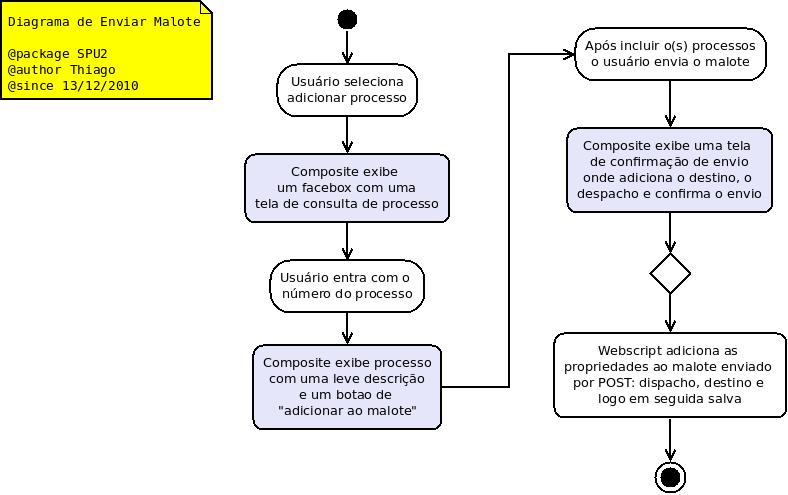 Diagrama de Enviar Malote
@package SPU2
@author Thiago
@since 13/12/2010
Usuário seleciona
adicionar processo
Composite exibe
um facebox com uma
tela de consulta de processo
Usuário entra com o
número do processo
Composite exibe processo
com uma leve descrição
e um botao de
"adicionar ao malote"
Após incluir o(s) processos
o usuário envia o malote
Composite exibe uma tela
de confirmação de envio
onde adiciona o destino, o
despacho e confirma o envio
Webscript adiciona as
propriedades ao malote enviado
por POST: dispacho, destino e
logo em seguida salva